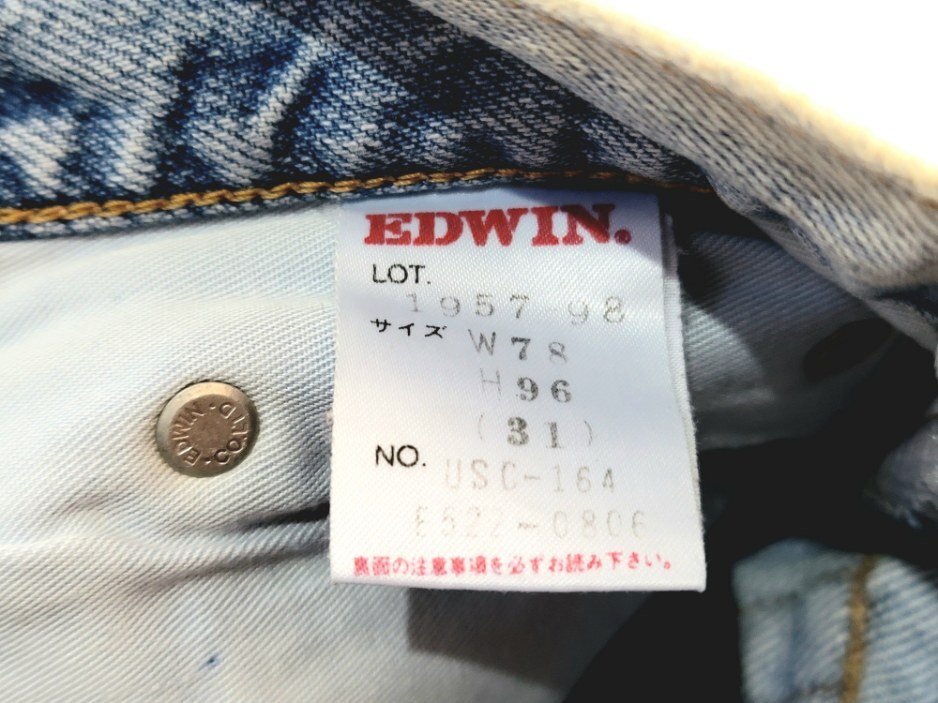 EDWIN.
LOT.
1957 98
サイズ W78
H96
(31)
NO. USC-164
E522-0806
裏面の注意事項を必ずお読み下さい。
EDWIN・CO.LTD・